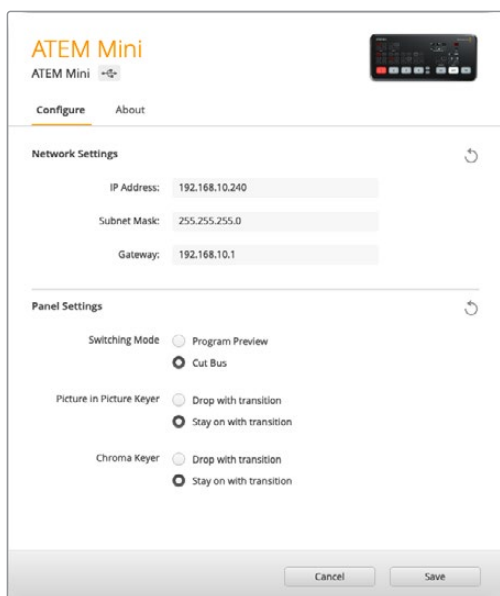 ATEM Mini
ATEM Mini
Configure About
Network Settings
IP Address: 192.168.10.240
Subnet Mask: 255.255.255.0
Gateway: 192.168.10.1
Panel Settings
Switching Mode Program Preview
Cut Bus
Picture in Picture Keyer Drop with transition
Stay on with transition
Chroma Keyer Drop with transition
Stay on with transition
Cancel Save